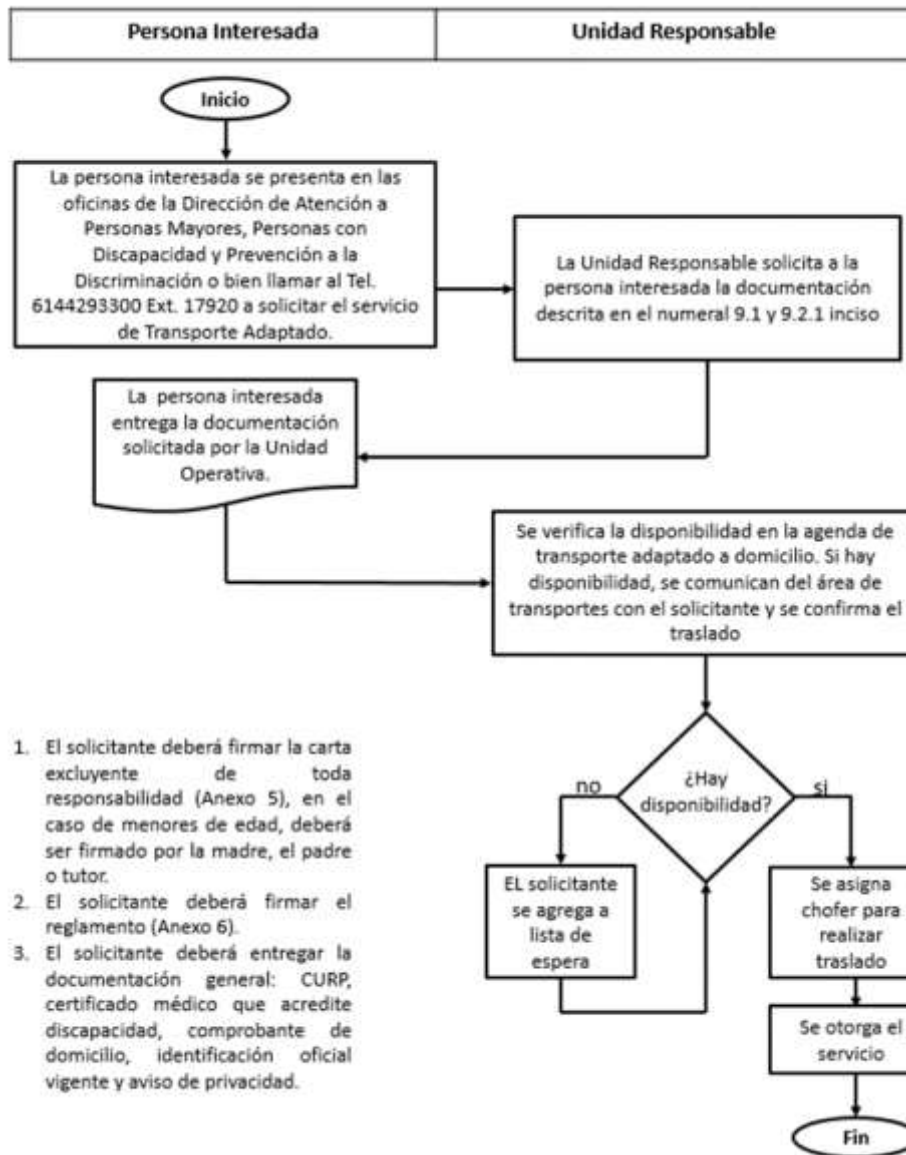 Persona Interesada
Unidad Responsable
Inicio
La persona interesada se presenta en las
oficinas de la Dirección de Atención a
Personas Mayores, Personas con
Discapacidad y Prevención a la
Discriminación o bien llamar al Tel.
6144293300 Ext. 17920 a solicitar el servicio
de Transporte Adaptado.
La Unidad Responsable solicita a la
persona interesada la documentación
descrita en el numeral 9.1 y 9.2.1 inciso
La persona interesada
entrega la documentación
solicitada por la Unidad
Operativa.
Se verifica la disponibilidad en la agenda de
transporte adaptado a domicilio. Si hay
disponibilidad, se comunican del área de
transportes con el solicitante y se confirma el
traslado
¿Hay
disponibilidad?
no
si
EL solicitante
se agrega a
lista de
espera
Se asigna
chofer para
realizar
traslado
Se otorga el
servicio
Fin
1. El solicitante deberá firmar la carta
excluyente de toda
responsabilidad (Anexo 5), en el
caso de menores de edad, deberá
ser firmado por la madre, el padre
o tutor.
2. El solicitante deberá firmar el
reglamento (Anexo 6).
3. El solicitante deberá entregar la
documentación general: CURP,
certificado médico que acredite
discapacidad, comprobante de
domicilio, identificación oficial
vigente y aviso de privacidad.